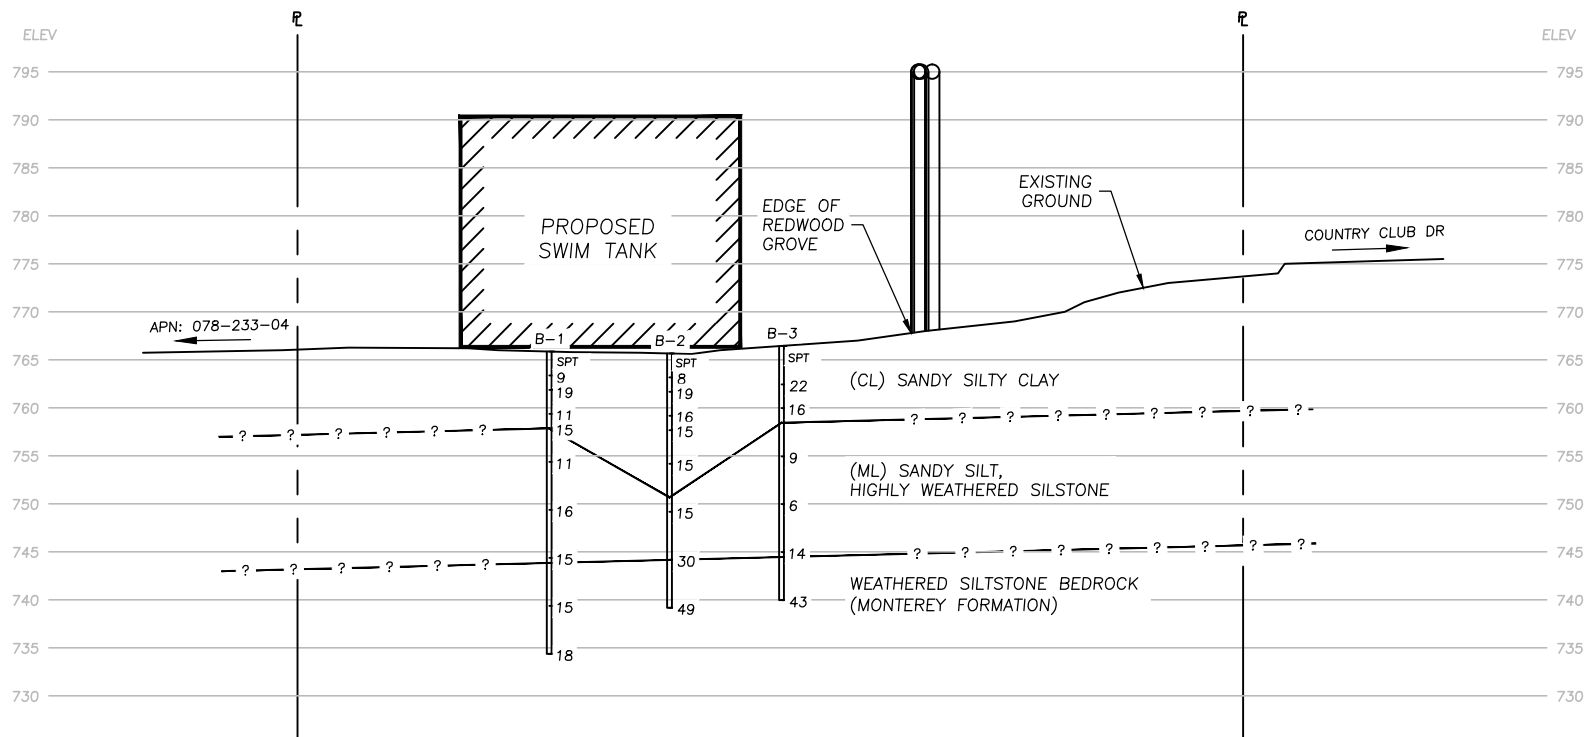 PL PL
ELEV ELEV
795 795
790 790
785 785
EXISTING
GROUND
780 780
EDGE OF
REDWOOD
GROVE
PROPOSED
SWIM TANK
COUNTRY CLUB DR
775 775
770 770
APN: 078-233-04
B-1 B-2 B-3
765 765
SPT SPT SPT
9 8 22
(CL) SANDY SILTY CLAY
19 19 16
760 760
11 16
? ? ? ? ? ? ? ? ? ? ? ? ? ? ?
15 15
755 755
11 15 9
(ML) SANDY SILT,
HIGHLY WEATHERED SILSTONE
750 750
16 15 6
745 745
15 30 14
? ? ? ? ? ? ? ? ? ? ? ? ? ? ?
WEATHERED SILTSTONE BEDROCK
(MONTEREY FORMATION)
740 740
15 49 43
735 735
18
730 730